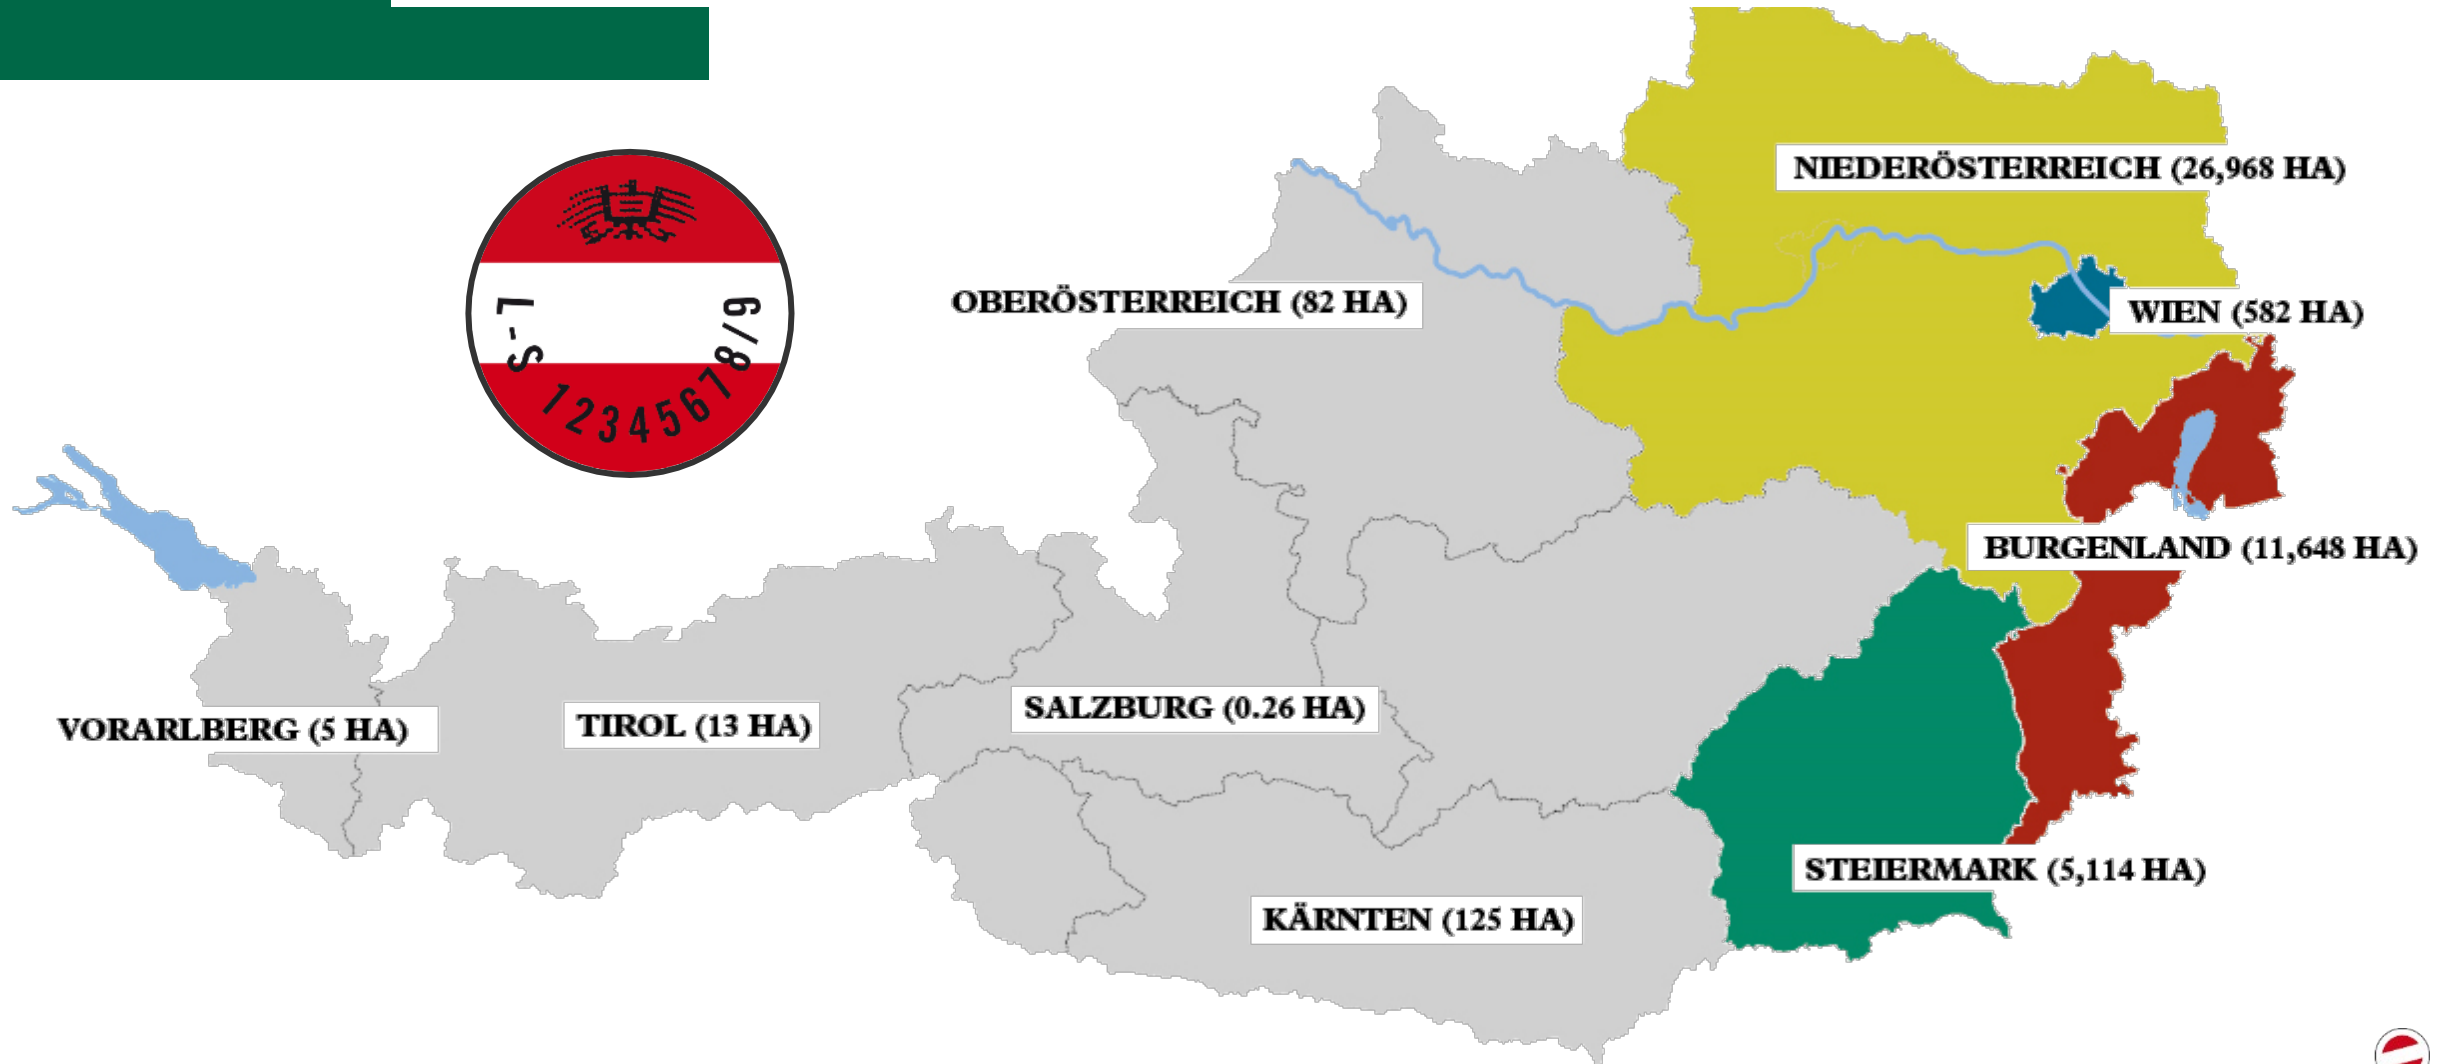 NIEDERÖSTERREICH (26,968 HA)
L-S 12345678/9
OBERÖSTERREICH (82 HA)
WIEN (582 HA)
BURGENLAND (11,648 HA)
SALZBURG (0.26 HA)
TIROL (13 HA)
VORARLBERG (5 HA)
STEIERMARK (5,114 HA)
KÄRNTEN (125 HA)